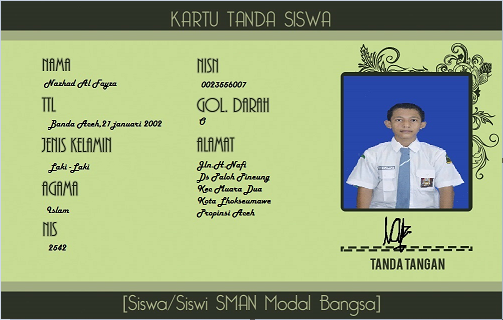 KARTU TANDA SISWA
NAMA
Nazhad Al Fayza
TTL
Banda Aceh,21 januari 2002
JENIS KELAMIN
Laki-Laki
AGAMA
Islam
NIS
2542
NISN
0023556007
GOL. DARAH
O
ALAMAT
Jln.H.Nafi
Ds Paloh Pineung
Kec Muara Dua
Kota Lhokseumawe
Propinsi Aceh
TANDA TANGAN
[Siswa/Siswi SMAN Modal Bangsa]